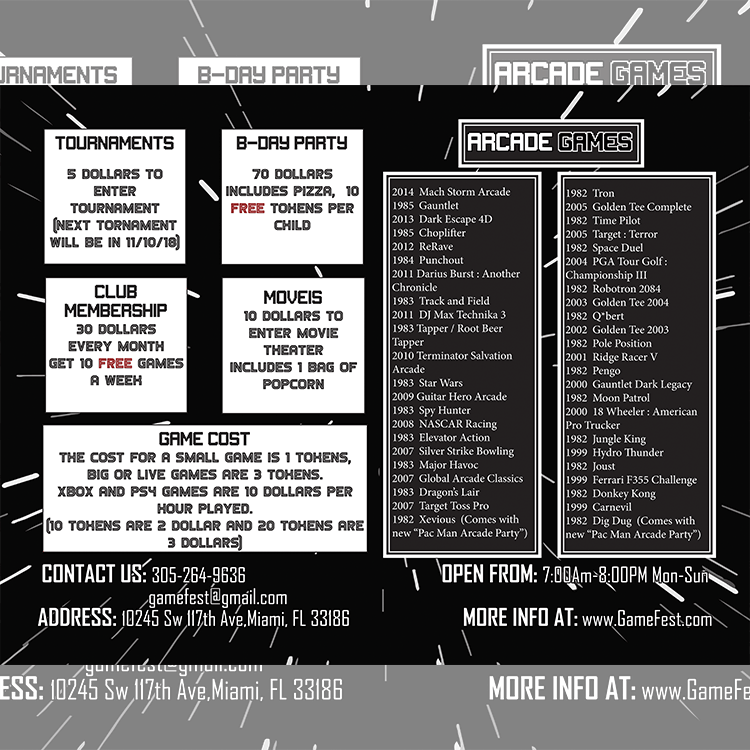 URNAMENTS
B-DAY PARTY
ARCADE GAMES
TOURNAMENTS
5 DOLLARS TO
ENTER
TOURNAMENT
(NEXT TORNAMENT
WILL BE IN 11/10/18)
B-DAY PARTY
70 DOLLARS
INCLUDES PIZZA, 10
FREE TOKENS PER
CHILD
CLUB
MEMBERSHIP
30 DOLLARS
EVERY MONTH
GET 10 FREE GAMES
A WEEK
MOVEIS
10 DOLLARS TO
ENTER MOVIE
THEATER
INCLUDES 1 BAG OF
POPCORN
GAME COST
THE COST FOR A SMALL GAME IS 1 TOKENS,
BIG OR LIVE GAMES ARE 3 TOKENS.
XBOX AND PS4 GAMES ARE 10 DOLLARS PER
HOUR PLAYED.
(10 TOKENS ARE 2 DOLLAR AND 20 TOKENS ARE
3 DOLLARS)
ARCADE GAMES
2014 Mach Storm Arcade
1985 Gauntlet
2013 Dark Escape 4D
1985 Choplifter
2012 ReRave
1984 Punchout
2011 Darius Burst : Another
Chronicle
1983 Track and Field
2011 DJ Max Technika 3
1983 Tapper / Root Beer
Tapper
2010 Terminator Salvation
Arcade
1983 Star Wars
2009 Guitar Hero Arcade
1983 Spy Hunter
2008 NASCAR Racing
1983 Elevator Action
2007 Silver Strike Bowling
1983 Major Havoc
2007 Global Arcade Classics
1983 Dragon's Lair
2007 Target Toss Pro
1982 Xevious (Comes with
new “Pac Man Arcade Party”)
1982 Tron
2005 Golden Tee Complete
1982 Time Pilot
2005 Target : Terror
1982 Space Duel
2004 PGA Tour Golf :
Championship III
1982 Robotron 2084
2003 Golden Tee 2004
1982 Q*bert
2002 Golden Tee 2003
1982 Pole Position
2001 Ridge Racer V
1982 Pengo
2000 Gauntlet Dark Legacy
1982 Moon Patrol
2000 18 Wheeler : American
Pro Trucker
1982 Jungle King
1999 Hydro Thunder
1982 Joust
1999 Ferrari F355 Challenge
1982 Donkey Kong
1999 Carnevil
1982 Dig Dug (Comes with
new “Pac Man Arcade Party”)
CONTACT US: 305-264-9636
gamefest@gmail.com
ADDRESS: 10245 Sw 117th Ave,Miami, FL 33186
OPEN FROM: 7:00Am-8:00PM Mon-Sun
MORE INFO AT: www.GameFest.com
gamefest@gmail.com
ESS: 10245 Sw 117th Ave,Miami, FL 33186
MORE INFO AT: www.GameFes